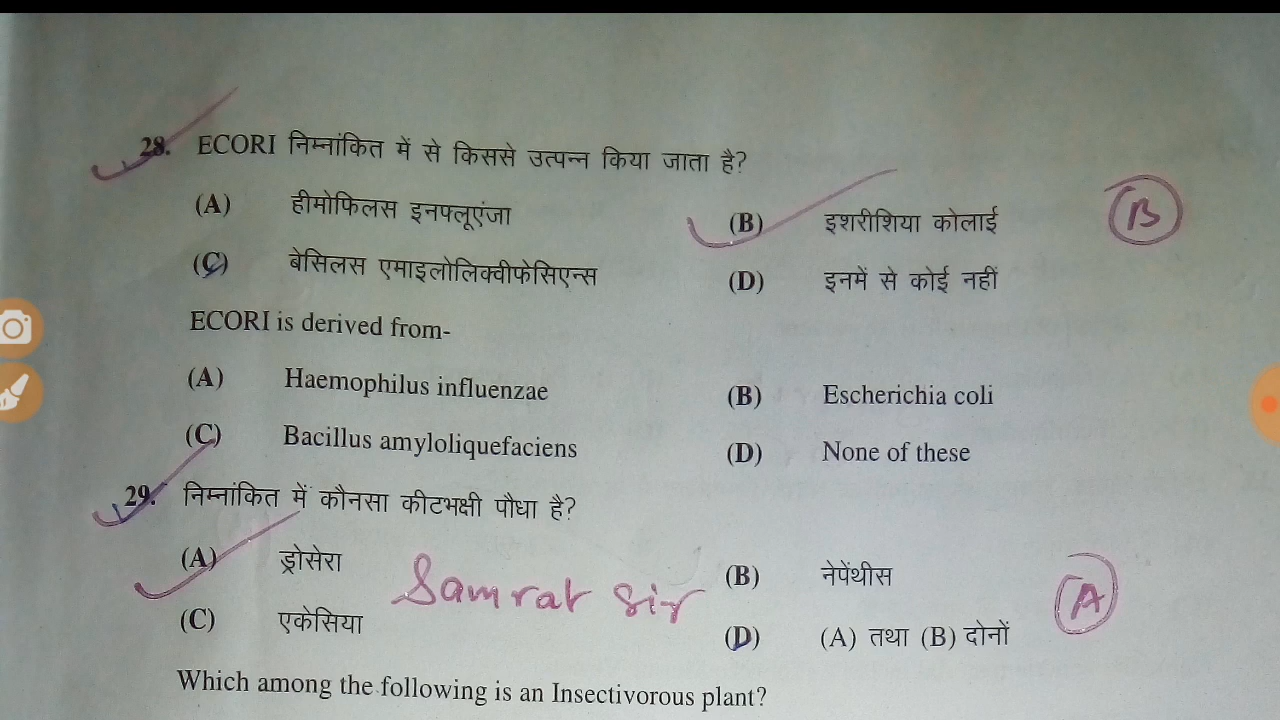 28. ECORI निम्नांकित में से किससे उत्पन्न किया जाता है?
(A) हीमोफिलस इनफ्लूएंजा (B) इशरीशिया कोलाई B
(C) बेसिलस एमाइलोलिक्वीफेसिएन्स (D) इनमें से कोई नहीं
ECORI is derived from-
(A) Haemophilus influenzae (B) Escherichia coli
(C) Bacillus amyloliquefaciens (D) None of these
29. निम्नांकित में कौनसा कीटभक्षी पौधा है?
(A) ड्रोसेरा (B) नेपेंथीस A
Samrat Sir
(C) एकेसिया (D) (A) तथा (B) दोनों
Which among the following is an Insectivorous plant?